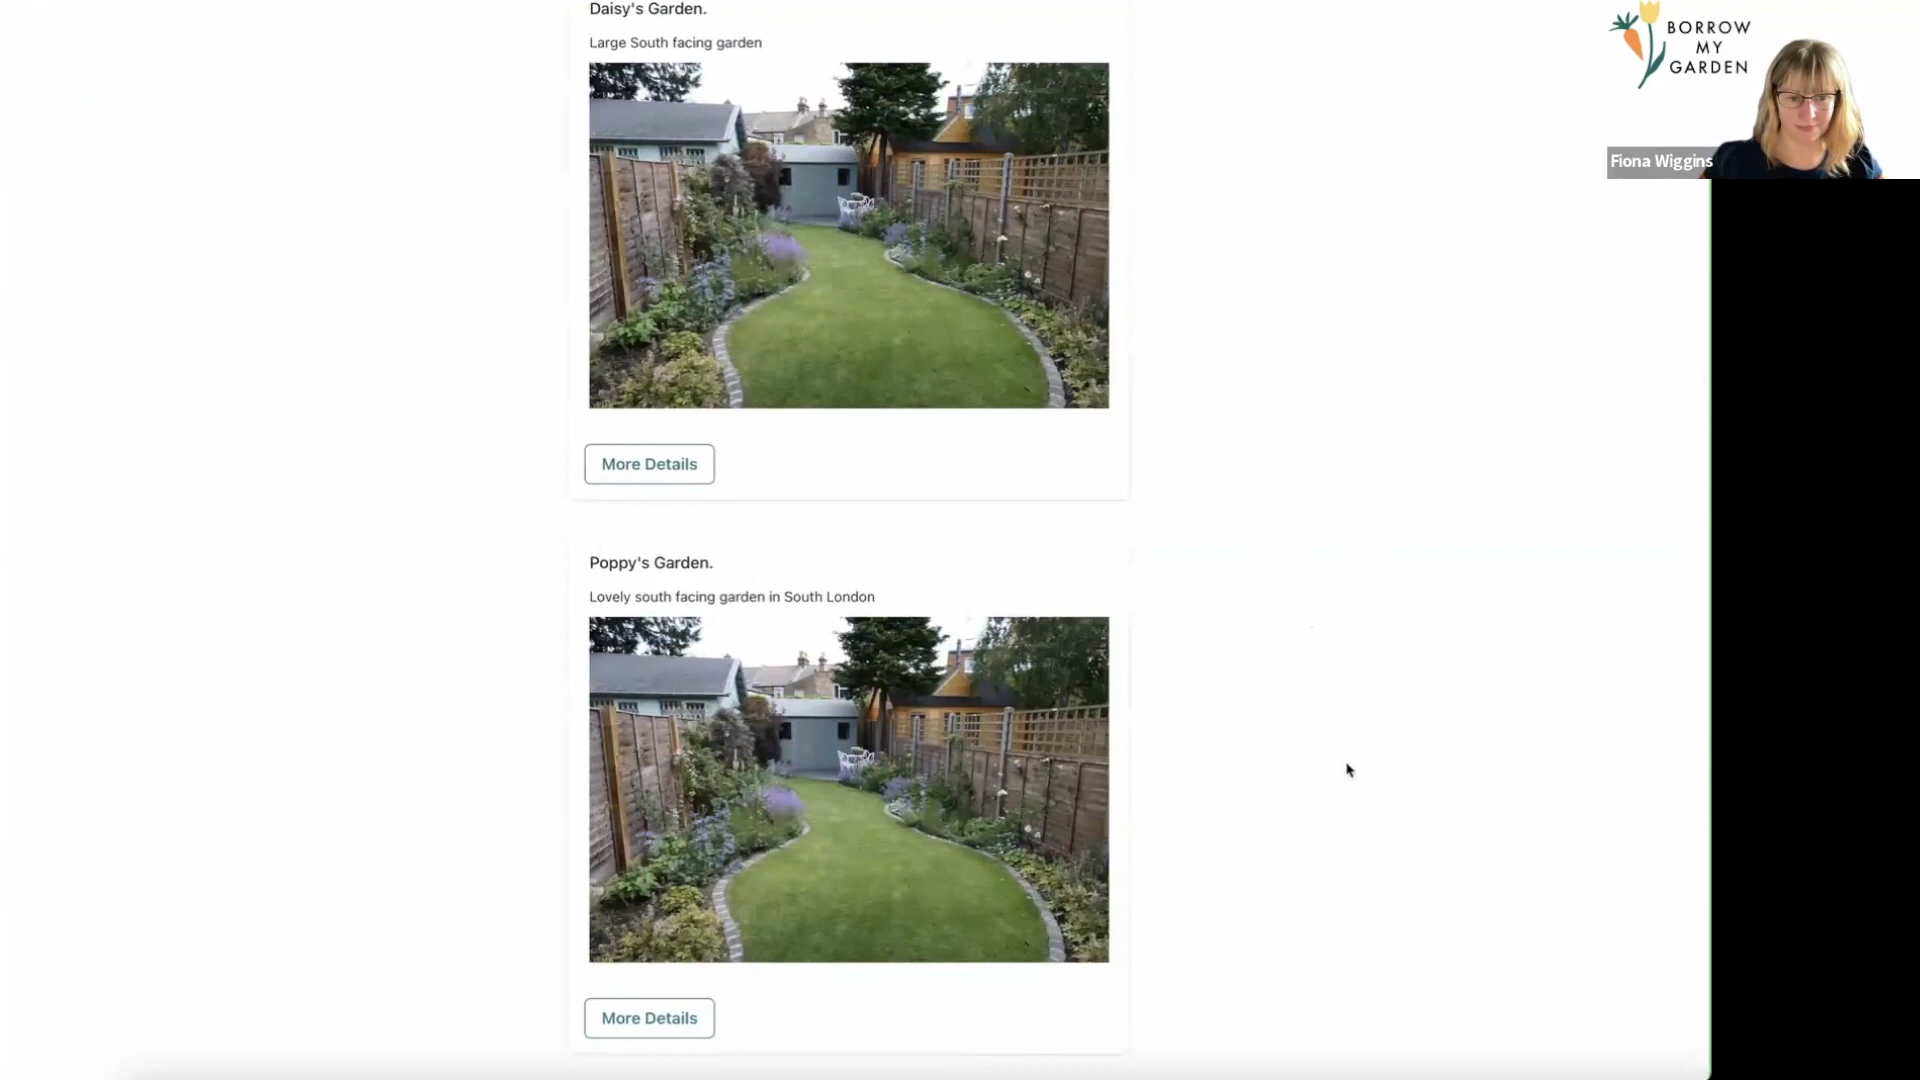 Daisy's Garden.
Large South facing garden
More Details
Poppy's Garden.
Lovely south facing garden in South London
More Details
BORROW
MY
GARDEN
Fiona Wiggins